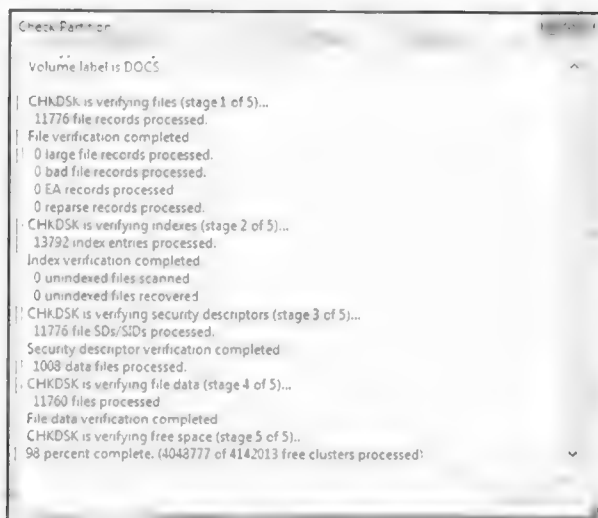 Check Partition
Volume label is DOCS
CHKDSK is verifying files (stage 1 of 5)...
11776 file records processed.
File verification completed
0 large file records processed.
0 bad file records processed.
0 EA records processed
0 reparse records processed.
CHKDSK is verifying indexes (stage 2 of 5)...
13792 index entries processed.
Index verification completed
0 unindexed files scanned
0 unindexed files recovered
CHKDSK is verifying security descriptors (stage 3 of 5)...
11776 file SDs/SIDs processed.
Security descriptor verification completed
1008 data files processed.
CHKDSK is verifying file data (stage 4 of 5)...
11760 files processed
File data verification completed
CHKDSK is verifying free space (stage 5 of 5)..
98 percent complete. (4048777 of 4142013 free clusters processed)